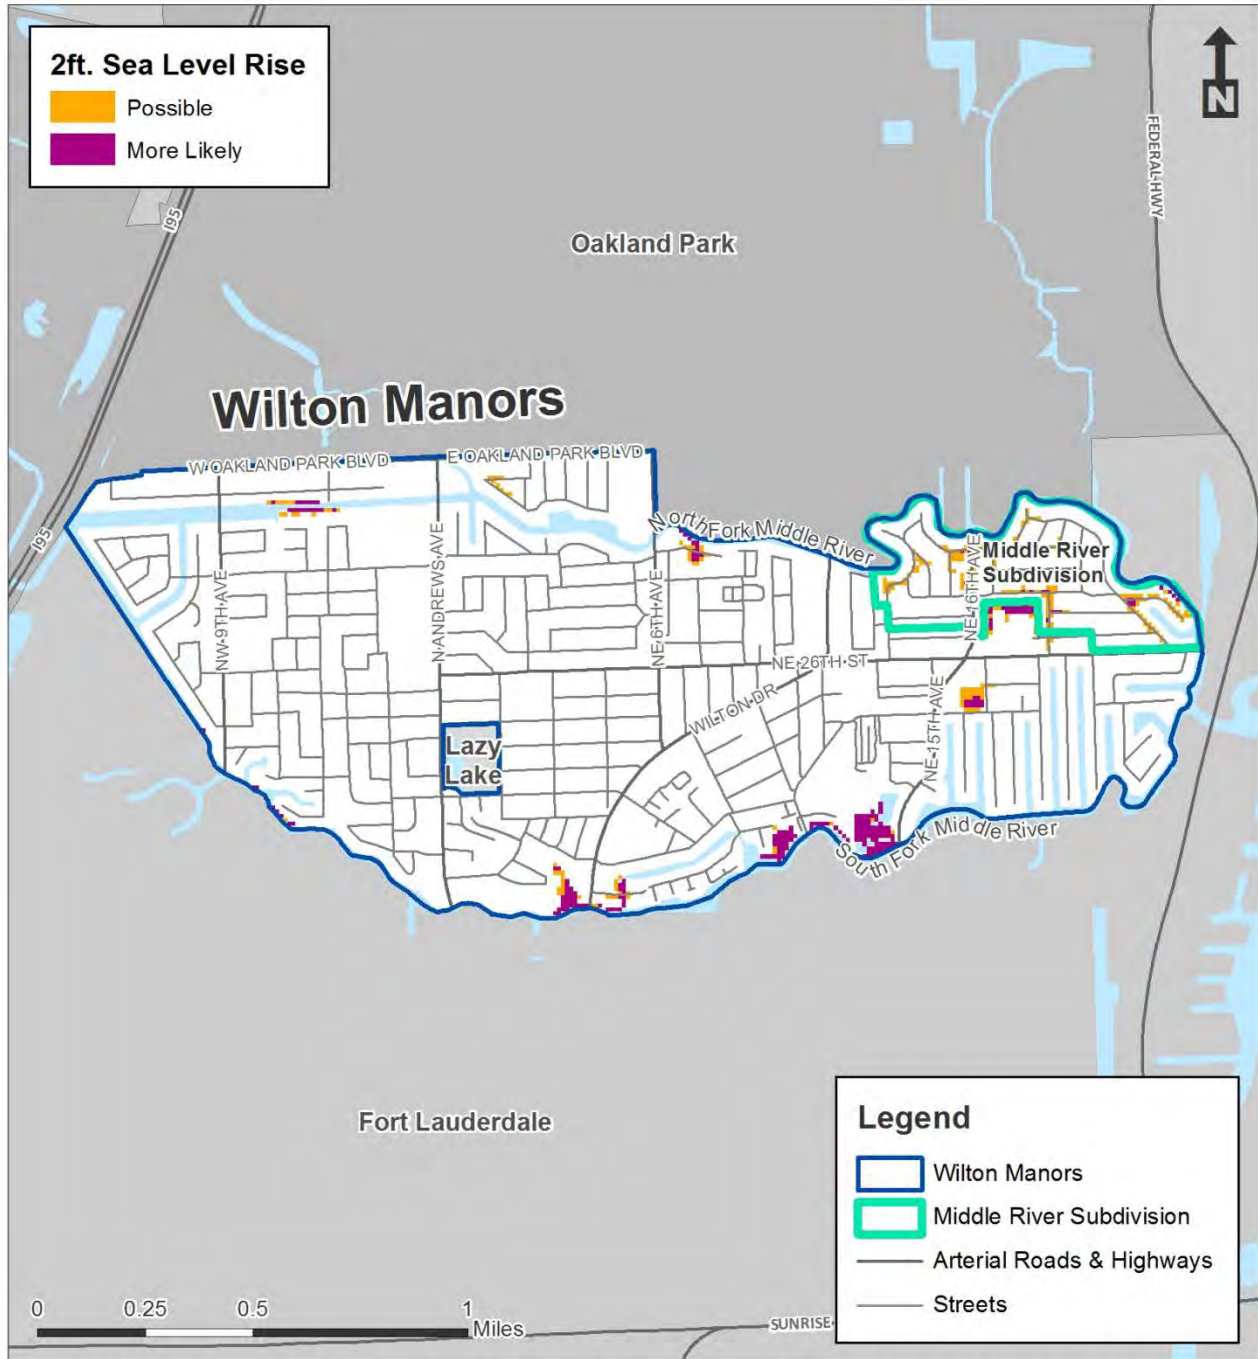 2ft. Sea Level Rise
Possible
More Likely
N
FEDERAL HWY
I95
Oakland Park
Wilton Manors
W OAKLAND PARK BLVD
E OAKLAND PARK BLVD
I95
North Fork Middle River
NW 9TH AVE
N ANDREWS AVE
NE 6TH AVE
NE 16TH AVE
Middle River
Subdivision
NE 26TH ST
WILTON DR
NE 15TH AVE
Lazy
Lake
South Fork Middle River
Fort Lauderdale
Legend
Wilton Manors
Middle River Subdivision
Arterial Roads & Highways
Streets
0 0.25 0.5 1
Miles
SUNRISE